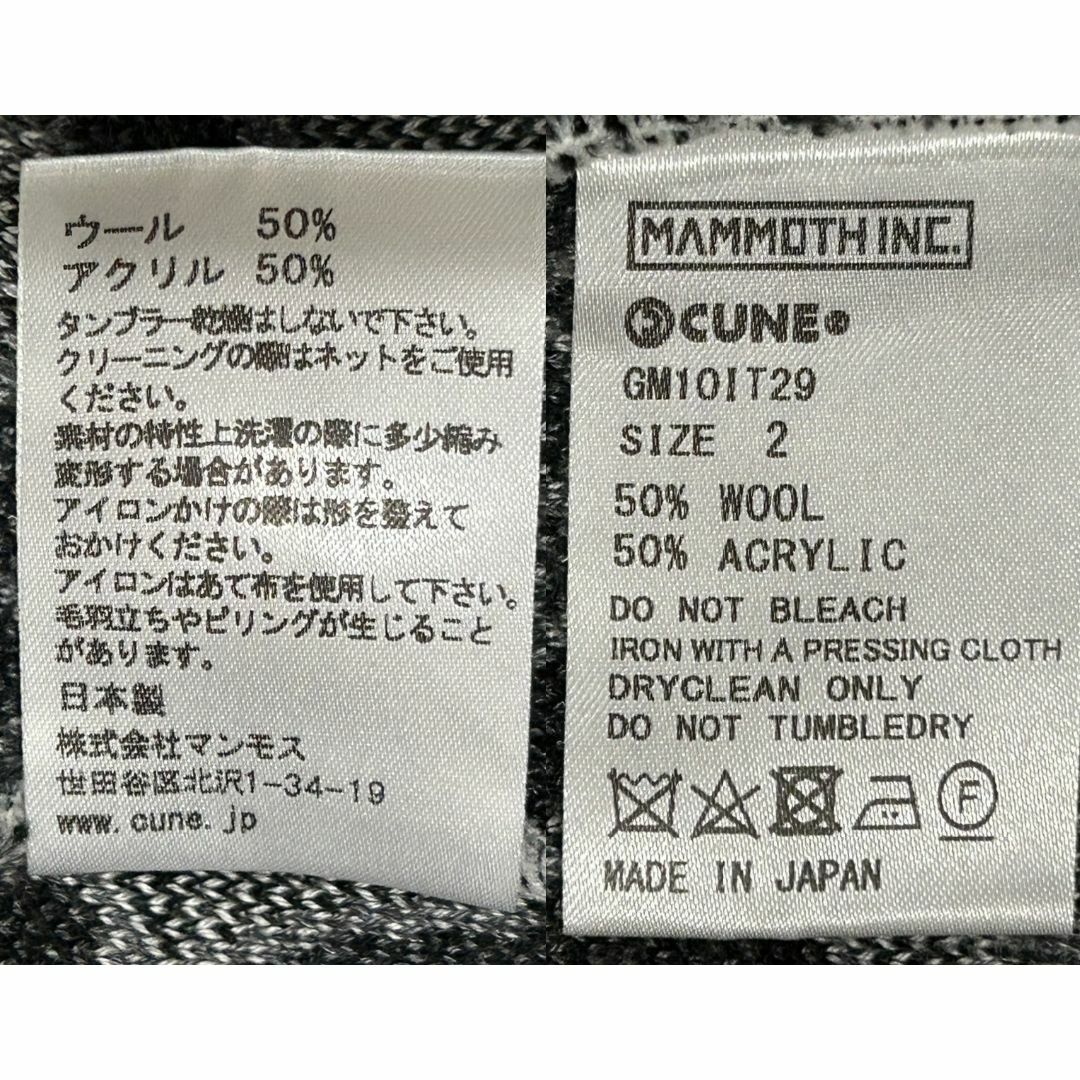 ウール 50%
アクリル 50%
タンブラー乾燥はしないで下さい。
クリーニングの際はネットをご使用
ください。
素材の特性上洗濯の際に多少縮み
変形する場合があります。
アイロンかけの際は形を整えて
おかけください。
アイロンはあて布を使用して下さい。
毛羽立ちやピリングが生じること
があります。
日本製
株式会社マンモス
世田谷区北沢1-34-19
www.cune.jp
MAMMOTH INC.
CUNE
GM10IT29
SIZE 2
50% WOOL
50% ACRYLIC
DO NOT BLEACH
IRON WITH A PRESSING CLOTH
DRYCLEAN ONLY
DO NOT TUMBLEDRY
F
MADE IN JAPAN